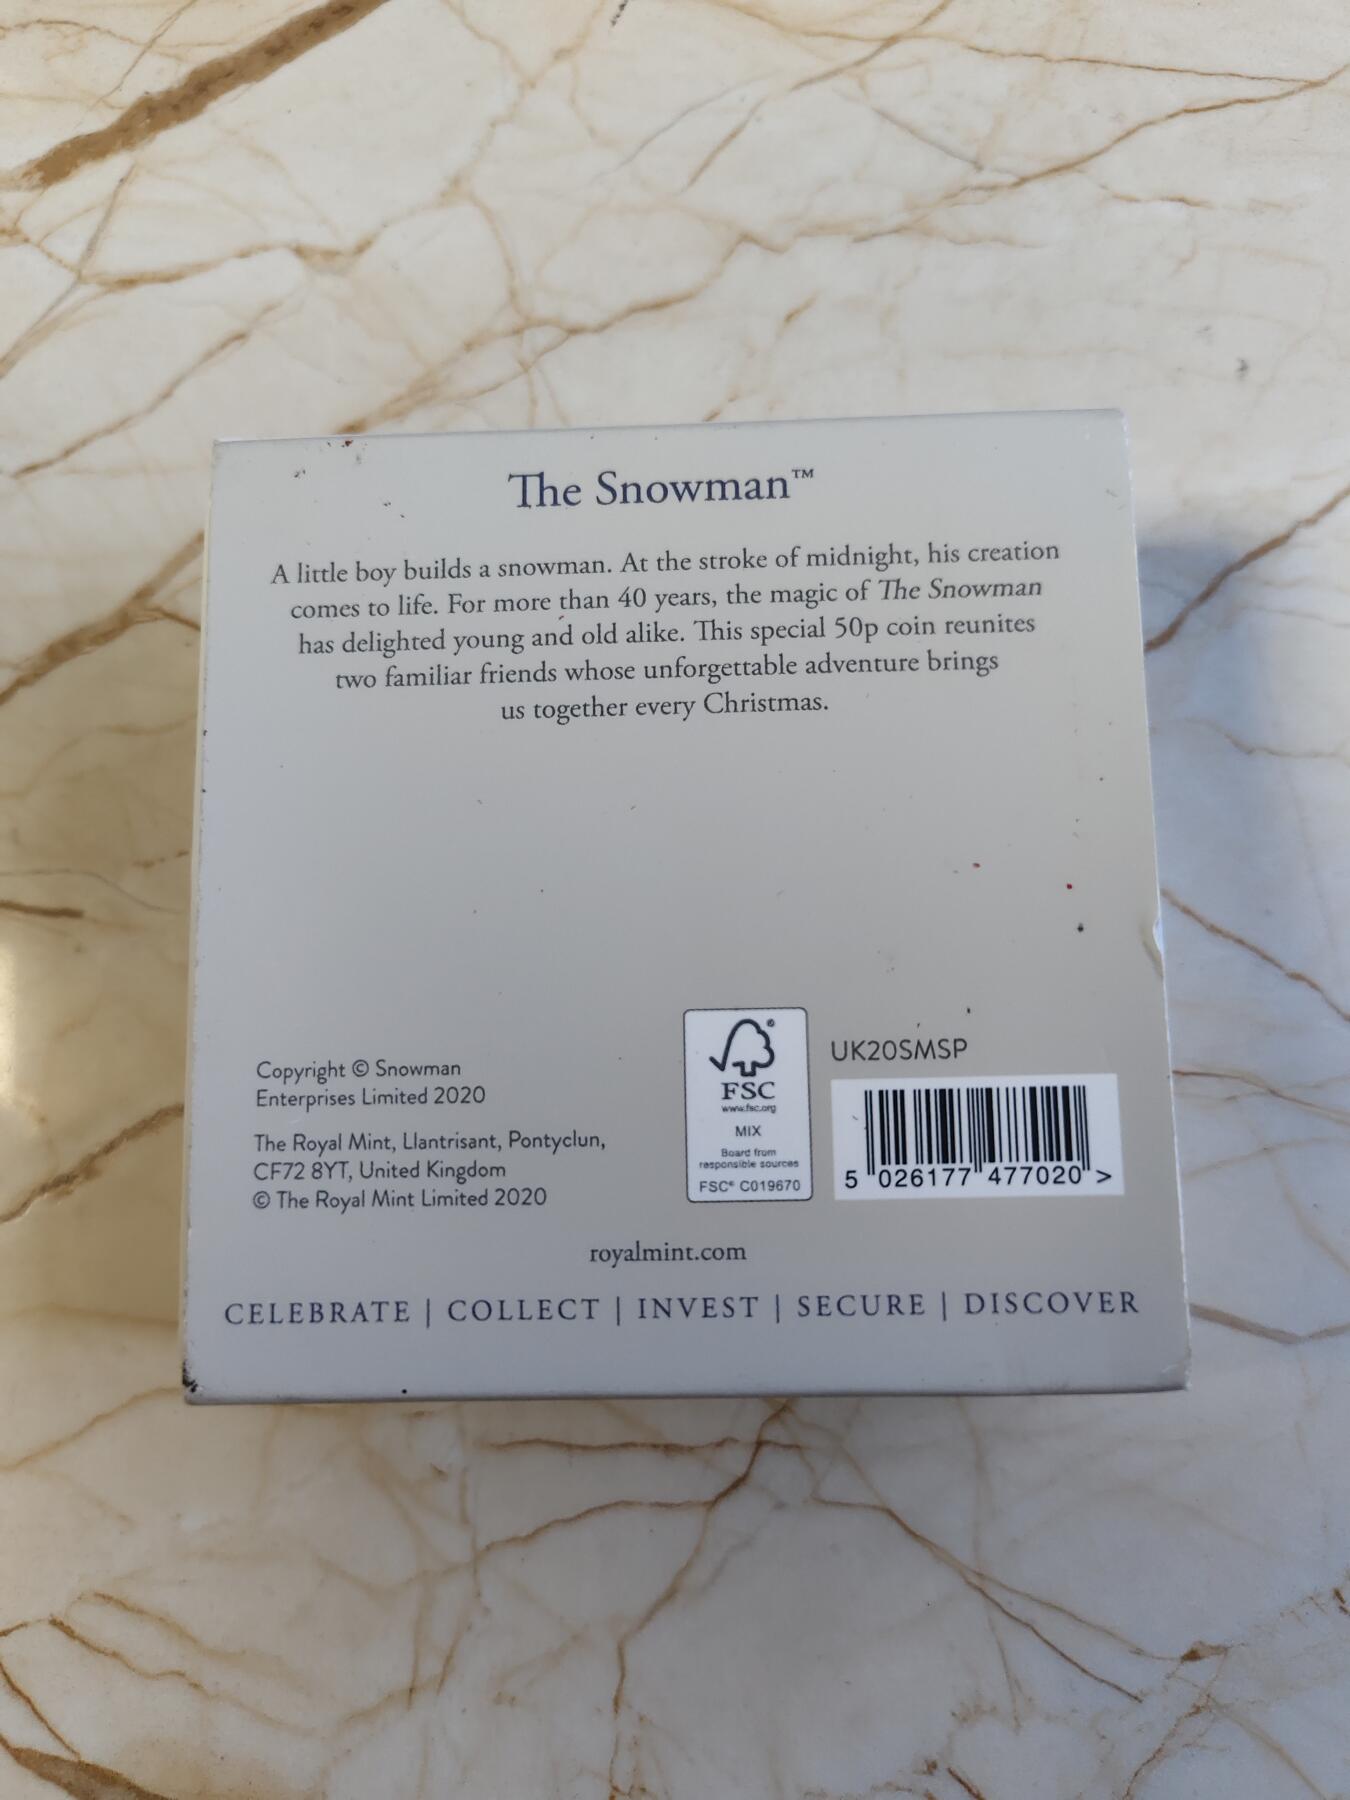 The Snowman™
A little boy builds a snowman. At the stroke of midnight, his creation
comes to life. For more than 40 years, the magic of The Snowman
has delighted young and old alike. This special 50p coin reunites
two familiar friends whose unforgettable adventure brings
us together every Christmas.
Copyright © Snowman
Enterprises Limited 2020
The Royal Mint, Llantrisant, Pontyclun,
CF72 8YT, United Kingdom
© The Royal Mint Limited 2020
®
FSC
www.fsc.org
MIX
Board from
responsible sources
FSC® C019670
UK20SMSP
5 026177 477020 >
royalmint.com
CELEBRATE | COLLECT | INVEST | SECURE | DISCOVER